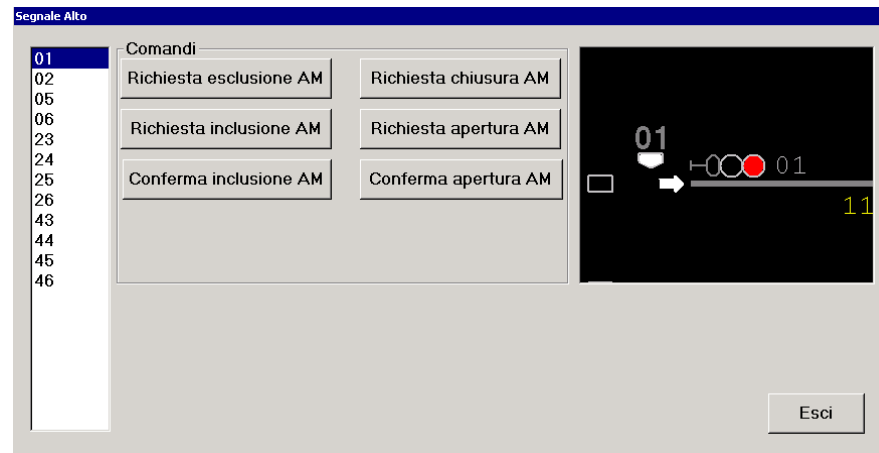 Segnale Alto
01
02
05
06
23
24
25
26
43
44
45
46
Comandi
Richiesta esclusione AM
Richiesta chiusura AM
Richiesta inclusione AM
Richiesta apertura AM
Conferma inclusione AM
Conferma apertura AM
01
01
11
Esci